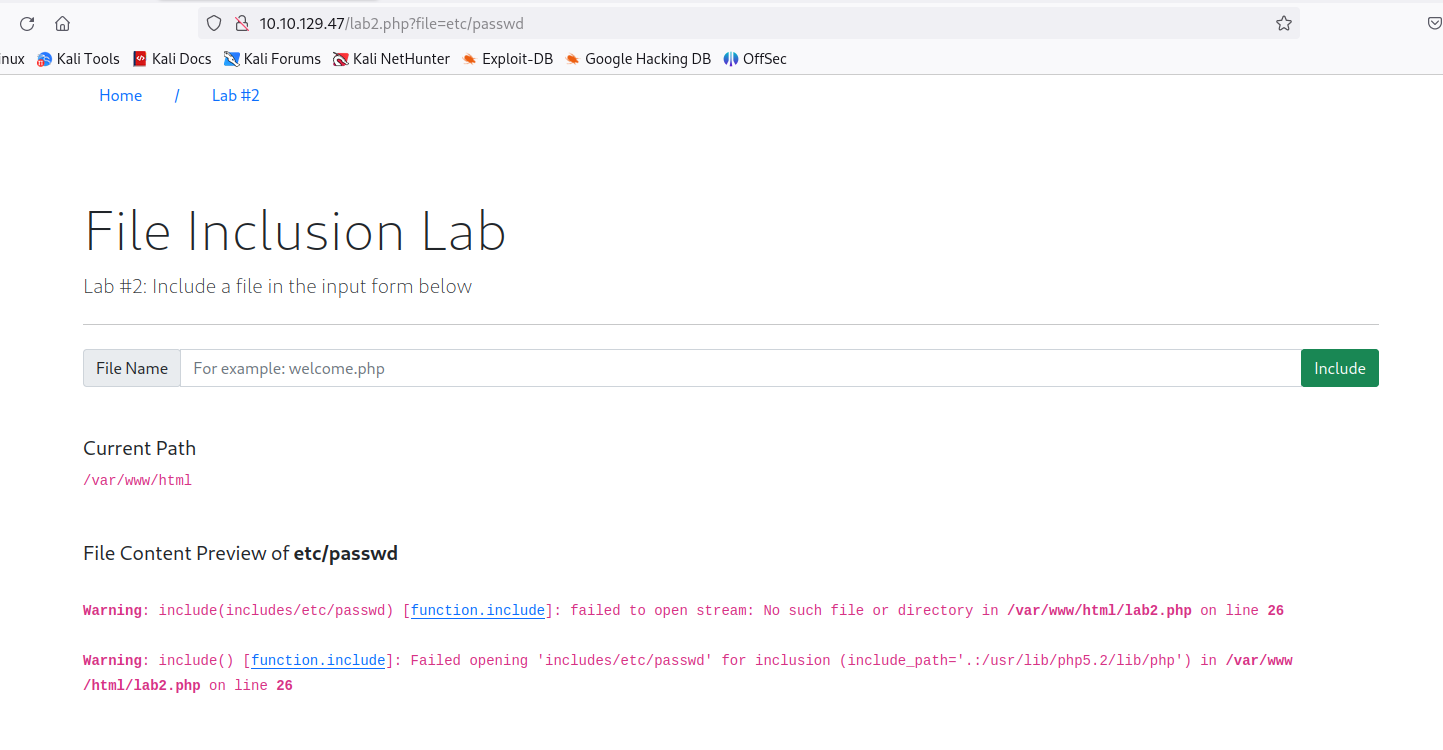 10.10.129.47/lab2.php?file=etc/passwd
inux Kali Tools Kali Docs Kali Forums Kali NetHunter Exploit-DB Google Hacking DB OffSec
Home / Lab #2
File Inclusion Lab
Lab #2: Include a file in the input form below
File Name For example: welcome.php Include
Current Path
/var/www/html
File Content Preview of etc/passwd
Warning: include(includes/etc/passwd) [function.include]: failed to open stream: No such file or directory in /var/www/html/lab2.php on line 26
Warning: include() [function.include]: Failed opening 'includes/etc/passwd' for inclusion (include_path='.:/usr/lib/php5.2/lib/php') in /var/www
/html/lab2.php on line 26